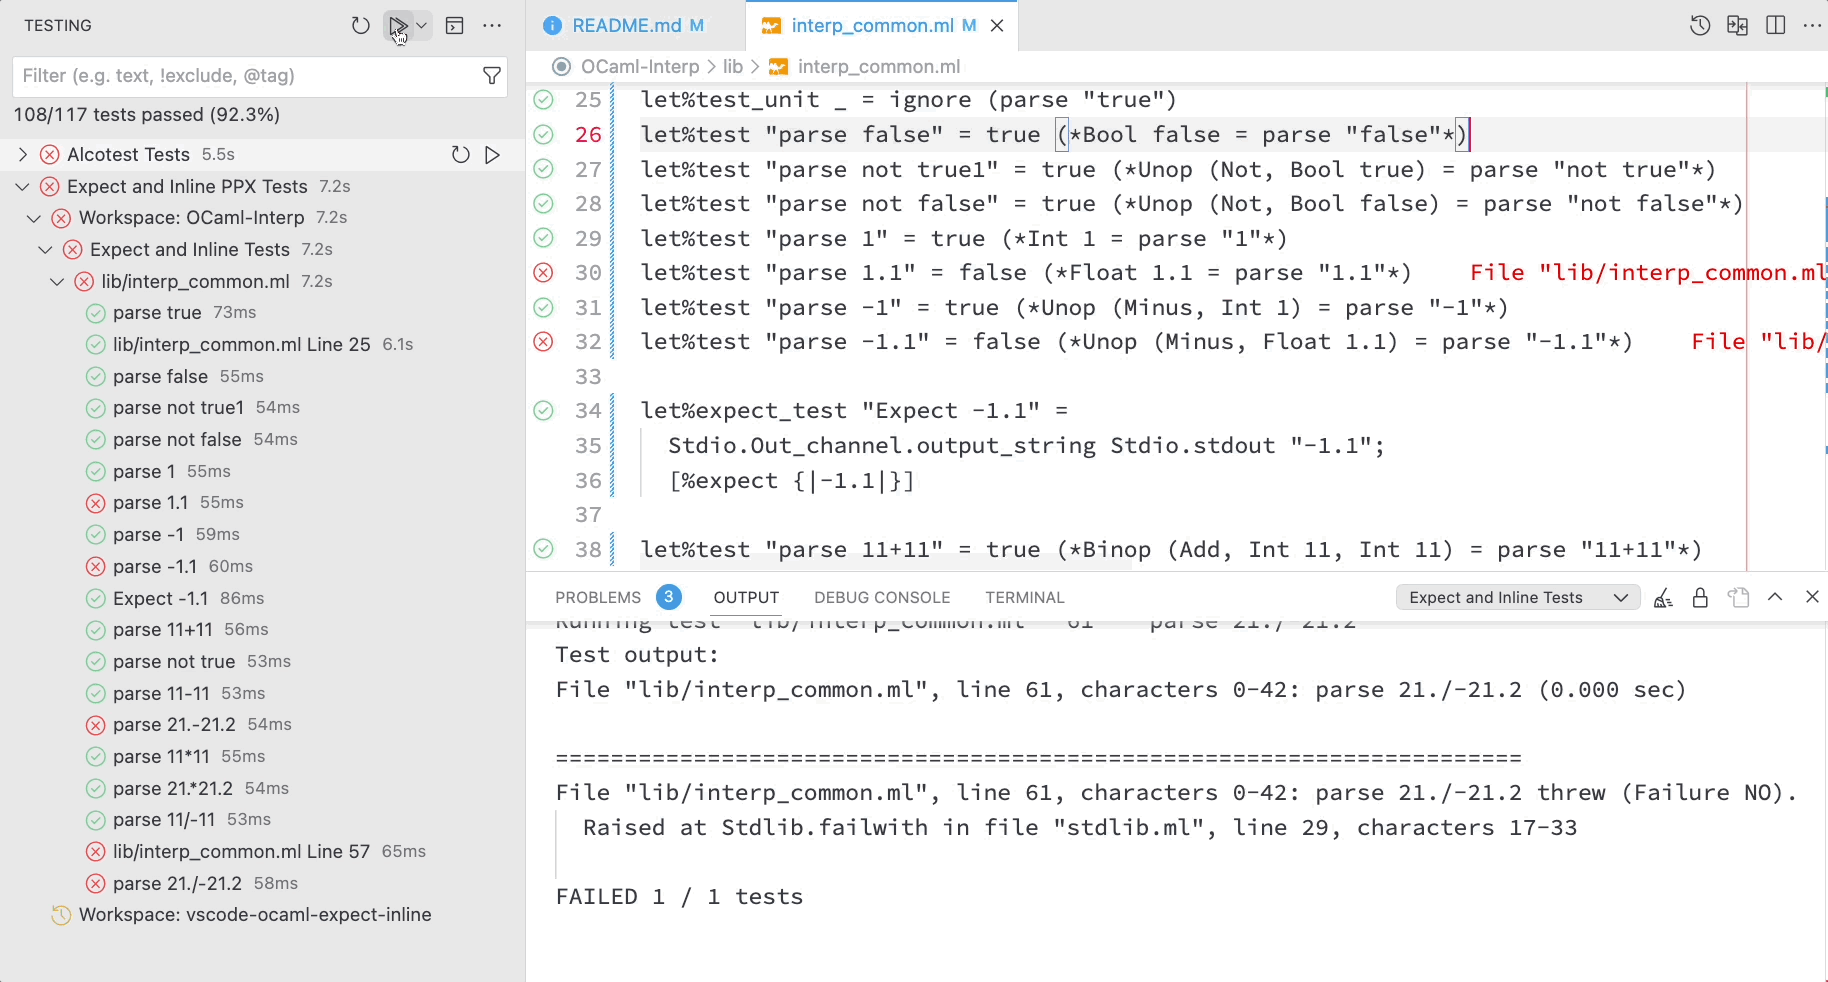 TESTING
Filter (e.g. text, !exclude, @tag)
108/117 tests passed (92.3%)
Alcotest Tests 5.5s
Expect and Inline PPX Tests 7.2s
Workspace: OCaml-Interp 7.2s
Expect and Inline Tests 7.2s
lib/interp_common.ml 7.2s
parse true 73ms
lib/interp_common.ml Line 25 6.1s
parse false 55ms
parse not true1 54ms
parse not false 54ms
parse 1 55ms
parse 1.1 55ms
parse -1 59ms
parse -1.1 60ms
Expect -1.1 86ms
parse 11+11 56ms
parse not true 53ms
parse 11-11 53ms
parse 21.-21.2 54ms
parse 11*11 55ms
parse 21.*21.2 54ms
parse 11/-11 53ms
lib/interp_common.ml Line 57 65ms
parse 21./-21.2 58ms
Workspace: vscode-ocaml-expect-inline
README.md M
interp_common.ml M
OCaml-Interp > lib > interp_common.ml
25 let%test_unit _ = ignore (parse "true")
26 let%test "parse false" = true (*Bool false = parse "false"*)
27 let%test "parse not true1" = true (*Unop (Not, Bool true) = parse "not true"*)
28 let%test "parse not false" = true (*Unop (Not, Bool false) = parse "not false"*)
29 let%test "parse 1" = true (*Int 1 = parse "1"*)
30 let%test "parse 1.1" = false (*Float 1.1 = parse "1.1"*) File "lib/interp_common.ml
31 let%test "parse -1" = true (*Unop (Minus, Int 1) = parse "-1"*)
32 let%test "parse -1.1" = false (*Unop (Minus, Float 1.1) = parse "-1.1"*) File "lib/
33
34 let%expect_test "Expect -1.1" =
35 Stdio.Out_channel.output_string Stdio.stdout "-1.1";
36 [%expect {|-1.1|}]
37
38 let%test "parse 11+11" = true (*Binop (Add, Int 11, Int 11) = parse "11+11"*)
PROBLEMS 3 OUTPUT DEBUG CONSOLE TERMINAL
Expect and Inline Tests
Running test "lib/interp_common.ml" "61" "parse 21./-21.2"
Test output:
File "lib/interp_common.ml", line 61, characters 0-42: parse 21./-21.2 (0.000 sec)
======================================================================
File "lib/interp_common.ml", line 61, characters 0-42: parse 21./-21.2 threw (Failure NO).
Raised at Stdlib.failwith in file "stdlib.ml", line 29, characters 17-33
FAILED 1 / 1 tests